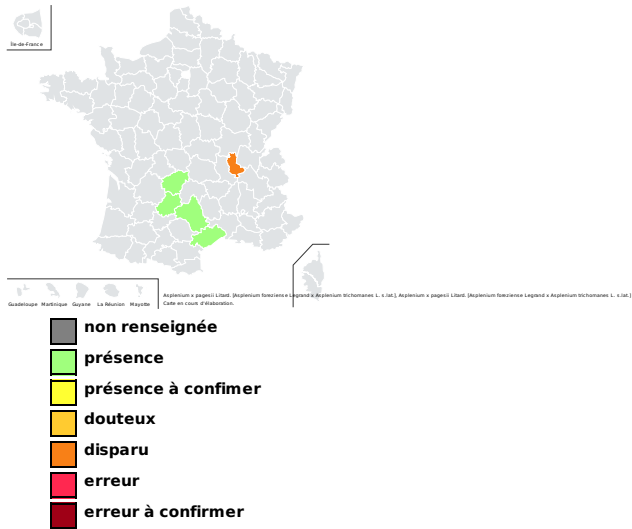 Île-de-France
Guadeloupe Martinique Guyane La Réunion Mayotte
Asplenium x pagesii Litard. [Asplenium foreziense Legrand x Asplenium trichomanes L. s.lat.], Asplenium x pagesii Litard. [Asplenium foreziense Legrand x Asplenium trichomanes L. s.lat.]
Carte en cours d'élaboration.
non renseignée
présence
présence à confimer
douteux
disparu
erreur
erreur à confirmer